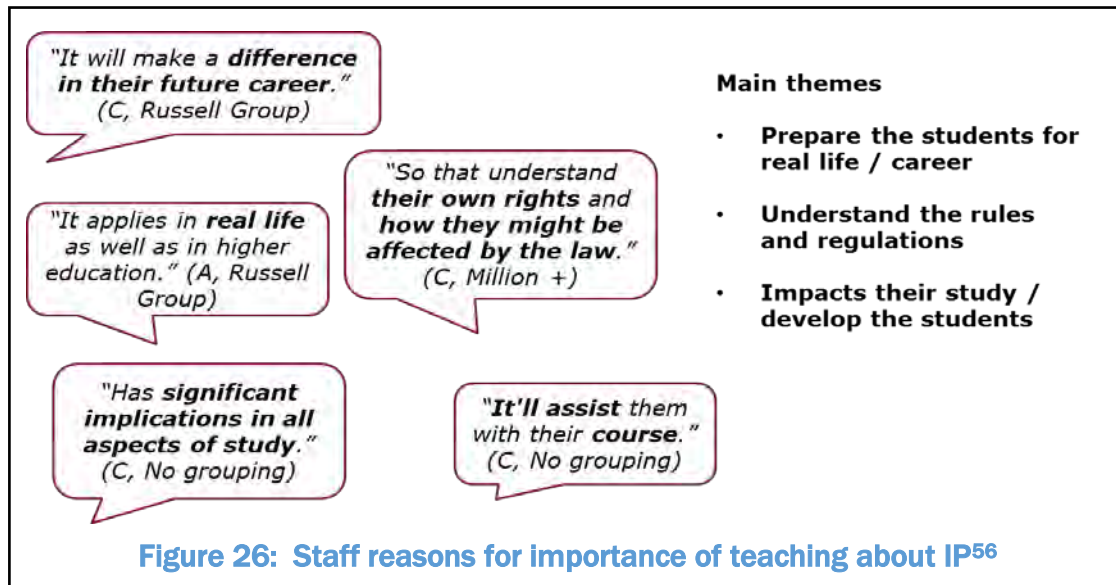 "It will make a difference
in their future career."
(C, Russell Group)
"It applies in real life
as well as in higher
education." (A, Russell
Group)
"So that understand
their own rights and
how they might be
affected by the law."
(C, Million +)
"Has significant
implications in all
aspects of study."
(C, No grouping)
"It'll assist them
with their course."
(C, No grouping)
Main themes
• Prepare the students for
real life / career
• Understand the rules
and regulations
• Impacts their study /
develop the students
Figure 26: Staff reasons for importance of teaching about IP56